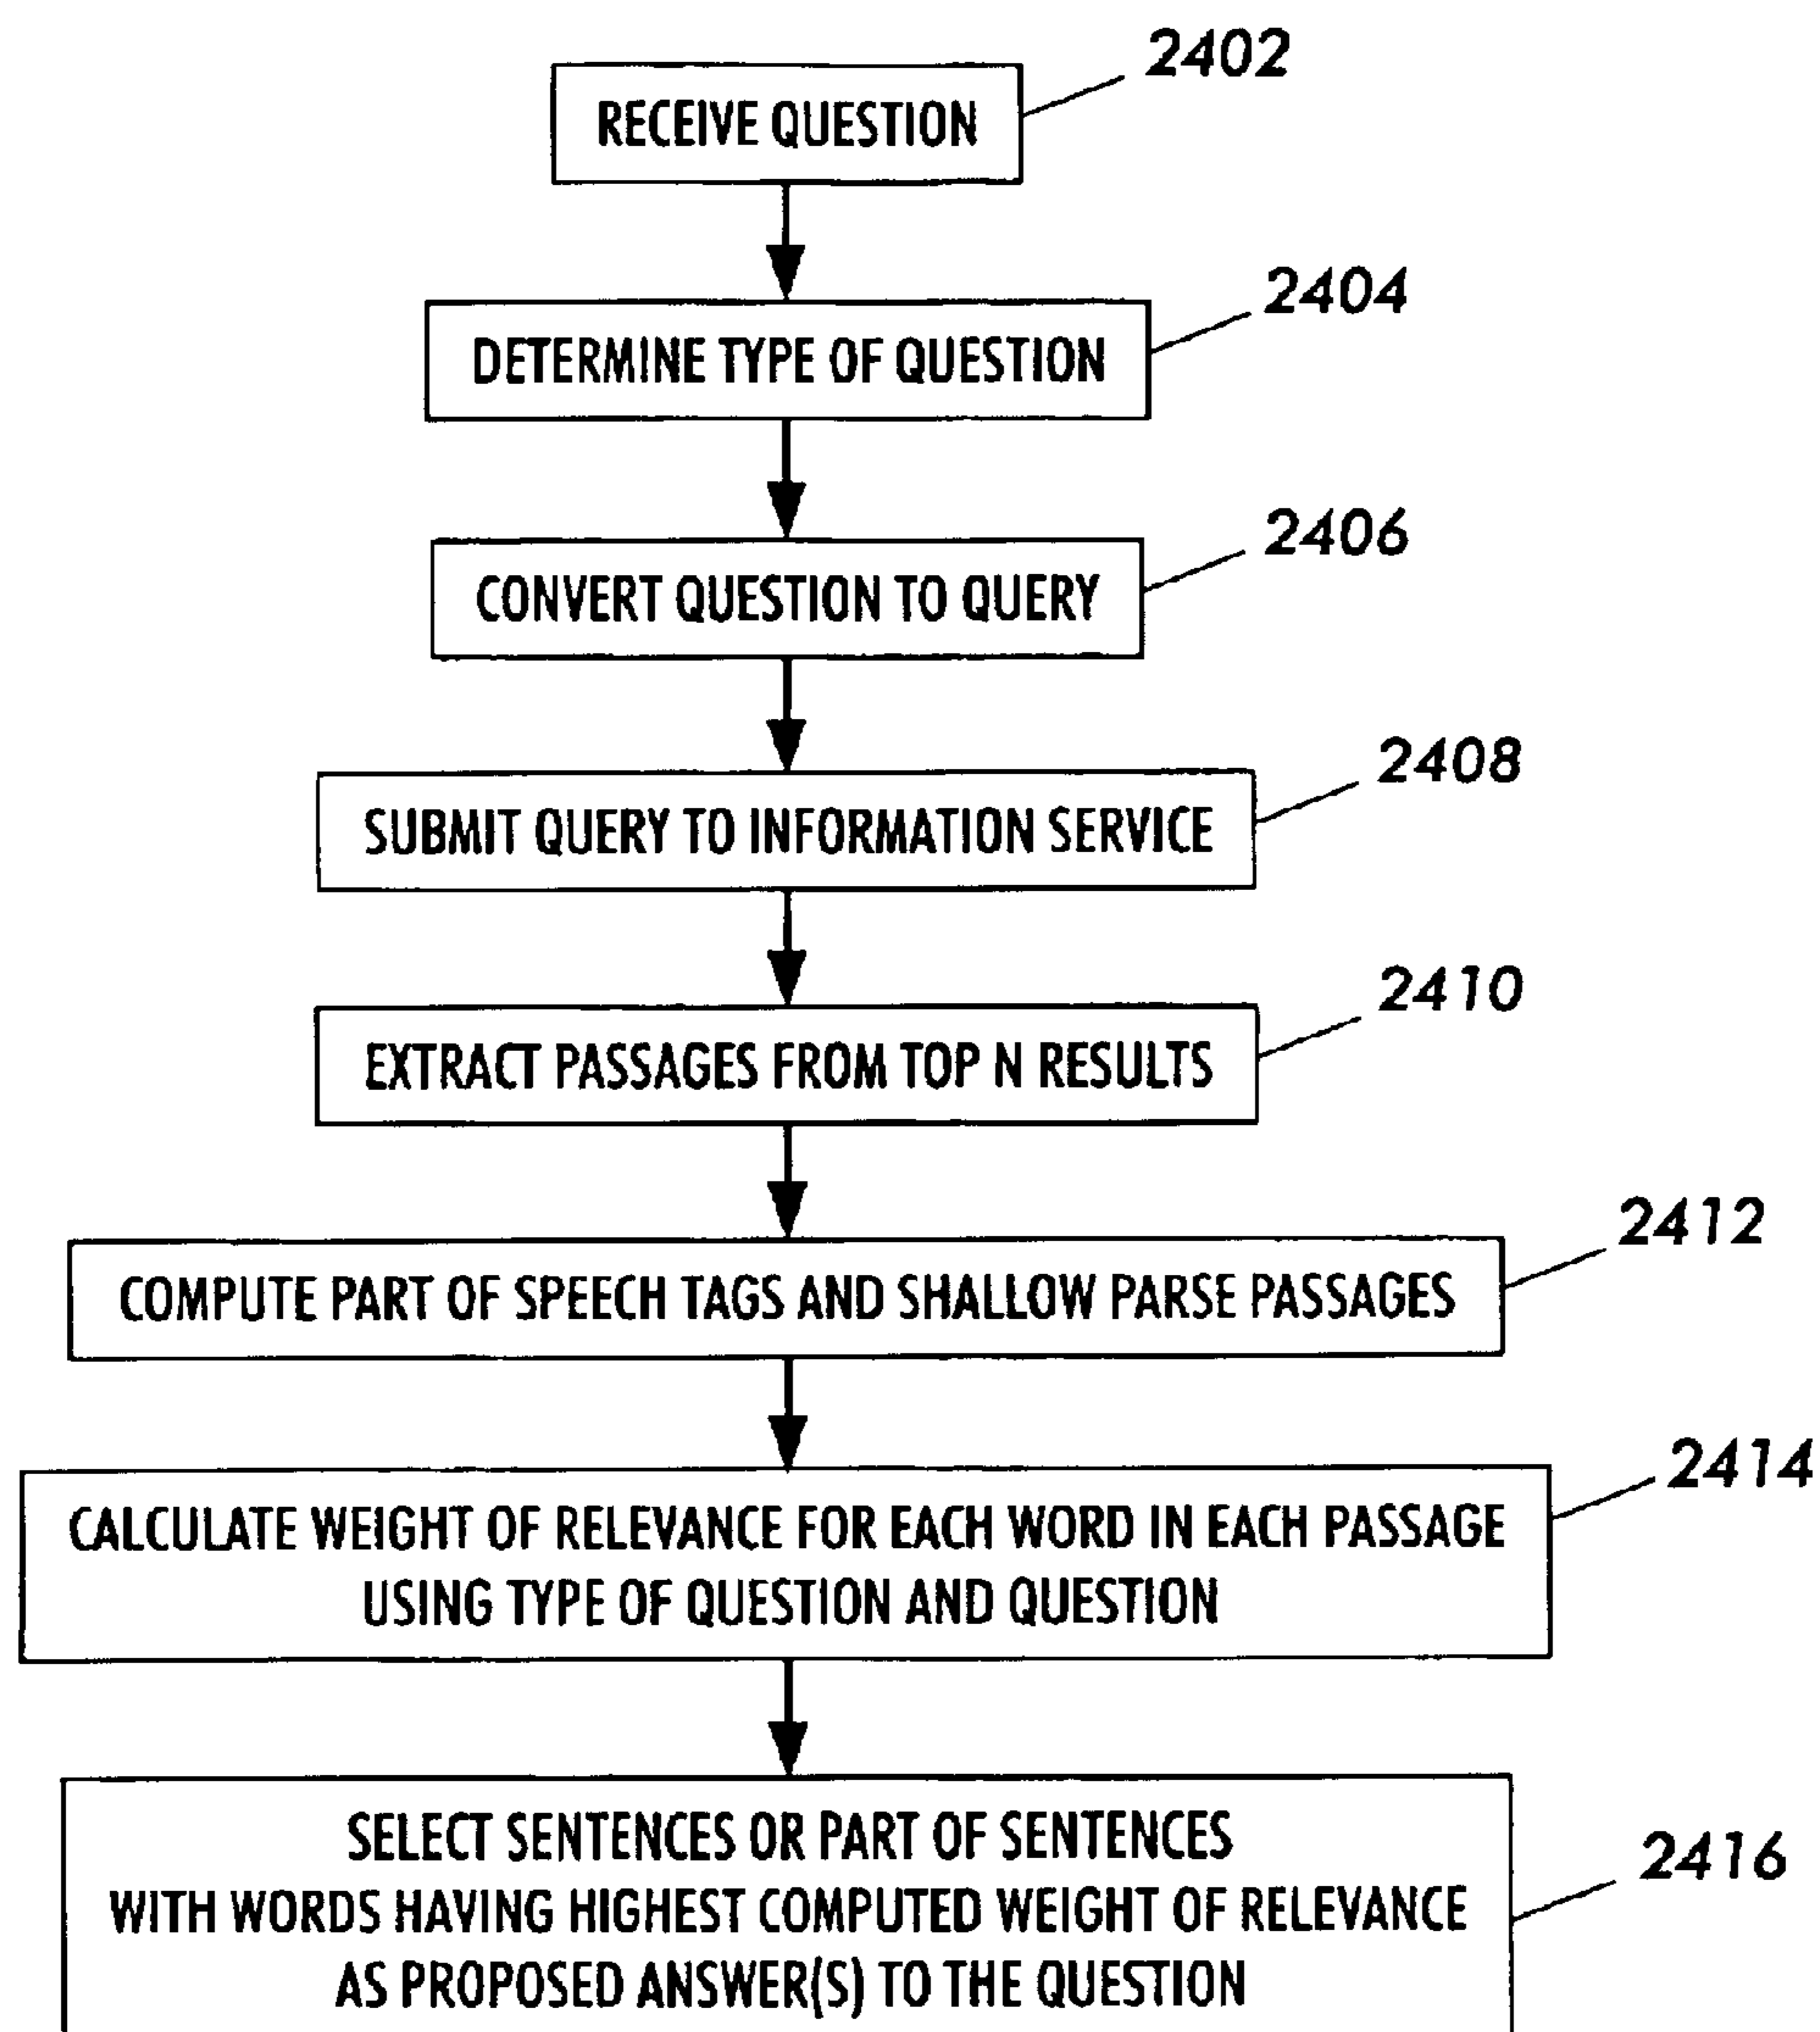 2402
RECEIVE QUESTION
2404
DETERMINE TYPE OF QUESTION
2406
CONVERT QUESTION TO QUERY
2408
SUBMIT QUERY TO INFORMATION SERVICE
2410
EXTRACT PASSAGES FROM TOP N RESULTS
2412
COMPUTE PART OF SPEECH TAGS AND SHALLOW PARSE PASSAGES
2414
CALCULATE WEIGHT OF RELEVANCE FOR EACH WORD IN EACH PASSAGE
USING TYPE OF QUESTION AND QUESTION
2416
SELECT SENTENCES OR PART OF SENTENCES
WITH WORDS HAVING HIGHEST COMPUTED WEIGHT OF RELEVANCE
AS PROPOSED ANSWER(S) TO THE QUESTION